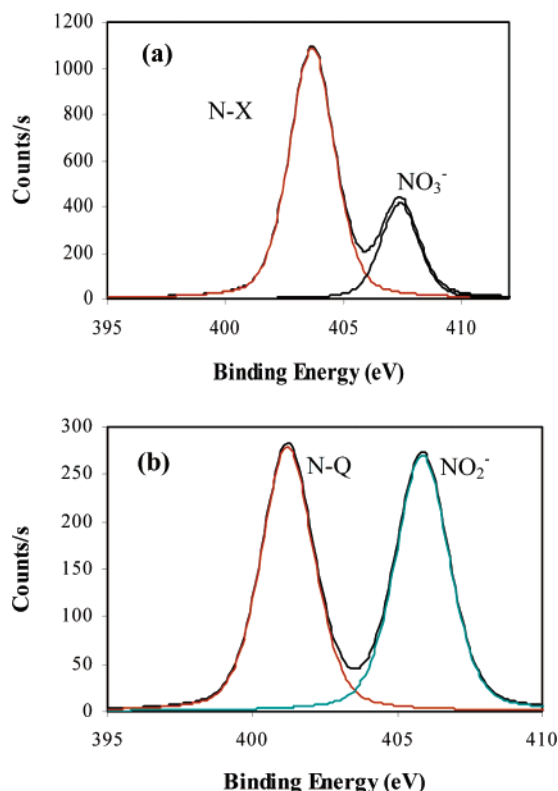 (a)
1200
1000
800
600
400
200
0
N-X
NO₃⁻
395 400 405 410
Counts/s
Binding Energy (eV)
(b)
300
250
200
150
100
50
0
N-Q
NO₂⁻
395 400 405 410
Counts/s
Binding Energy (eV)